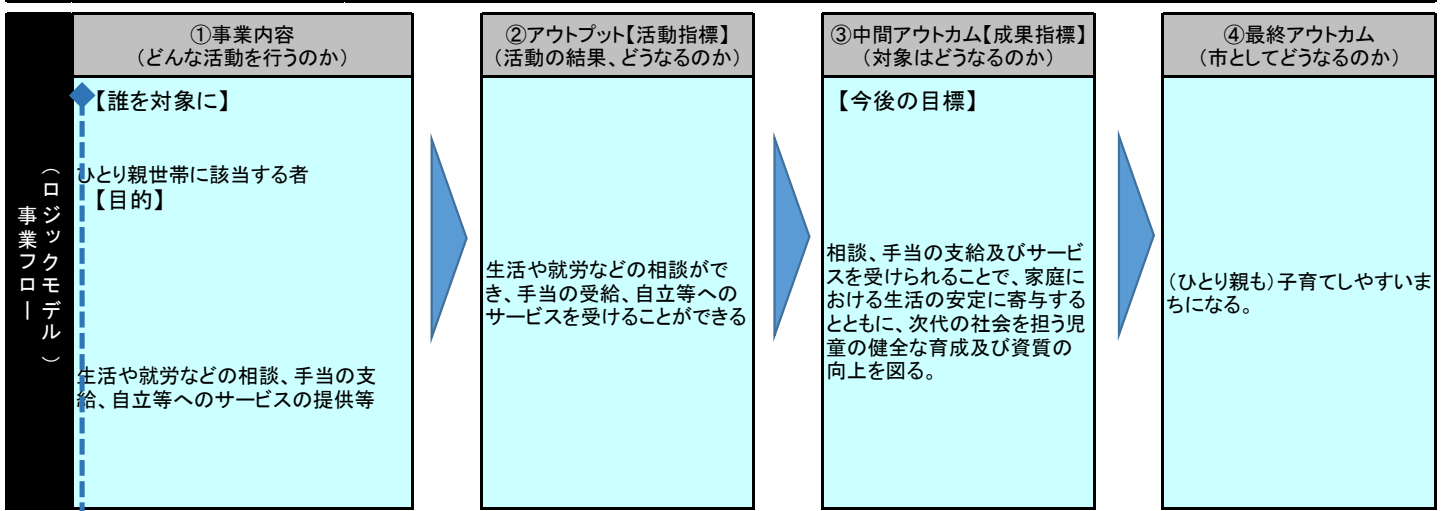 事業フロー
（ロジックモデル）
①事業内容
（どんな活動を行うのか）
【誰を対象に】
ひとり親世帯に該当する者
【目的】
生活や就労などの相談、手当の支
給、自立等へのサービスの提供等
②アウトプット【活動指標】
（活動の結果、どうなるのか）
生活や就労などの相談がで
き、手当の受給、自立等への
サービスを受けることができる
③中間アウトカム【成果指標】
（対象はどうなるのか）
【今後の目標】
相談、手当の支給及びサービ
スを受けられることで、家庭に
おける生活の安定に寄与する
とともに、次代の社会を担う児
童の健全な育成及び資質の
向上を図る。
④最終アウトカム
（市としてどうなるのか）
(ひとり親も)子育てしやすいま
ちになる。